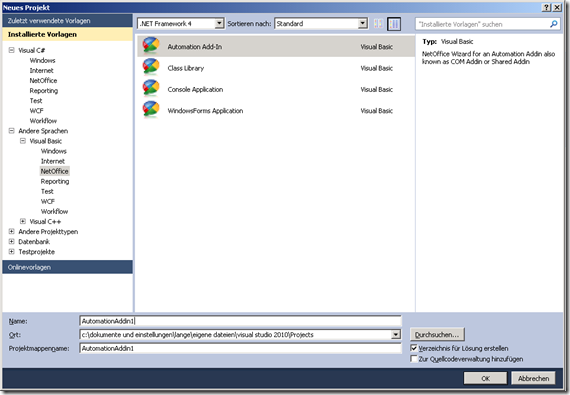 Neues Projekt
Zuletzt verwendete Vorlagen
Installierte Vorlagen
Visual C#
Windows
Internet
NetOffice
Reporting
Test
WCF
Workflow
Andere Sprachen
Visual Basic
Windows
Internet
NetOffice
Reporting
Test
WCF
Workflow
Visual C++
Andere Projekttypen
Datenbank
Testprojekte
Onlinevorlagen
.NET Framework 4 Sortieren nach: Standard
Automation Add-In Visual Basic
Class Library Visual Basic
Console Application Visual Basic
WindowsForms Application Visual Basic
"Installierte Vorlagen" suchen
Typ: Visual Basic
NetOffice Wizard for an Automation Addin also
known as COM Addin or Shared Addin
Name: AutomationAddin1
Ort: c:\dokumente und einstellungen\lange\eigene dateien\visual studio 2010\Projects
Durchsuchen...
Projektmappenname: AutomationAddin1
Verzeichnis für Lösung erstellen
Zur Quellcodeverwaltung hinzufügen
OK Abbrechen